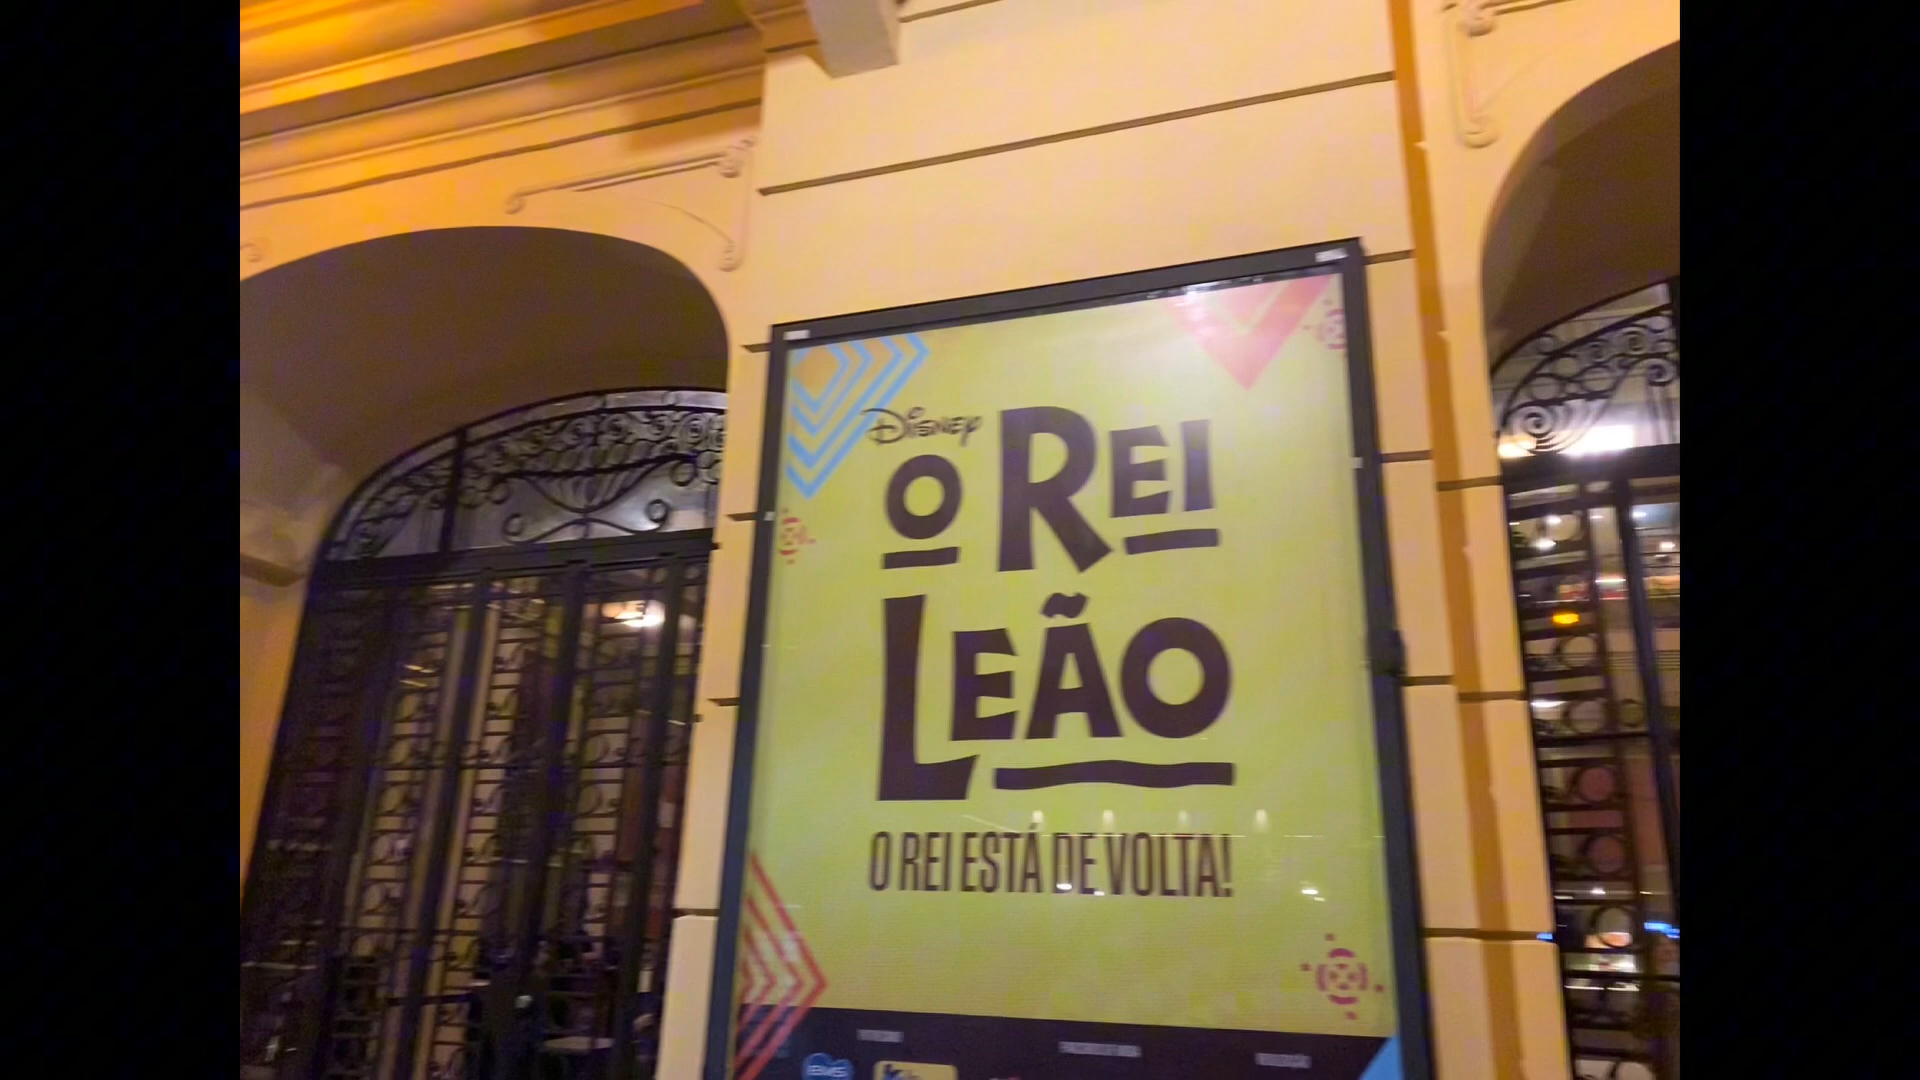 Disney
O REI
LEÃO
O REI ESTÁ DE VOLTA!